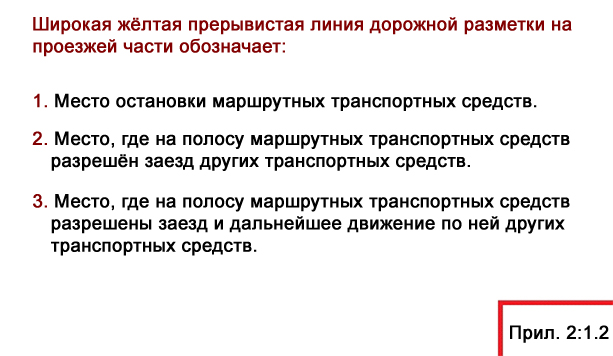 Широкая жёлтая прерывистая линия дорожной разметки на
проезжей части обозначает:
1. Место остановки маршрутных транспортных средств.
2. Место, где на полосу маршрутных транспортных средств
разрешён заезд других транспортных средств.
3. Место, где на полосу маршрутных транспортных средств
разрешены заезд и дальнейшее движение по ней других
транспортных средств.
Прил. 2:1.2